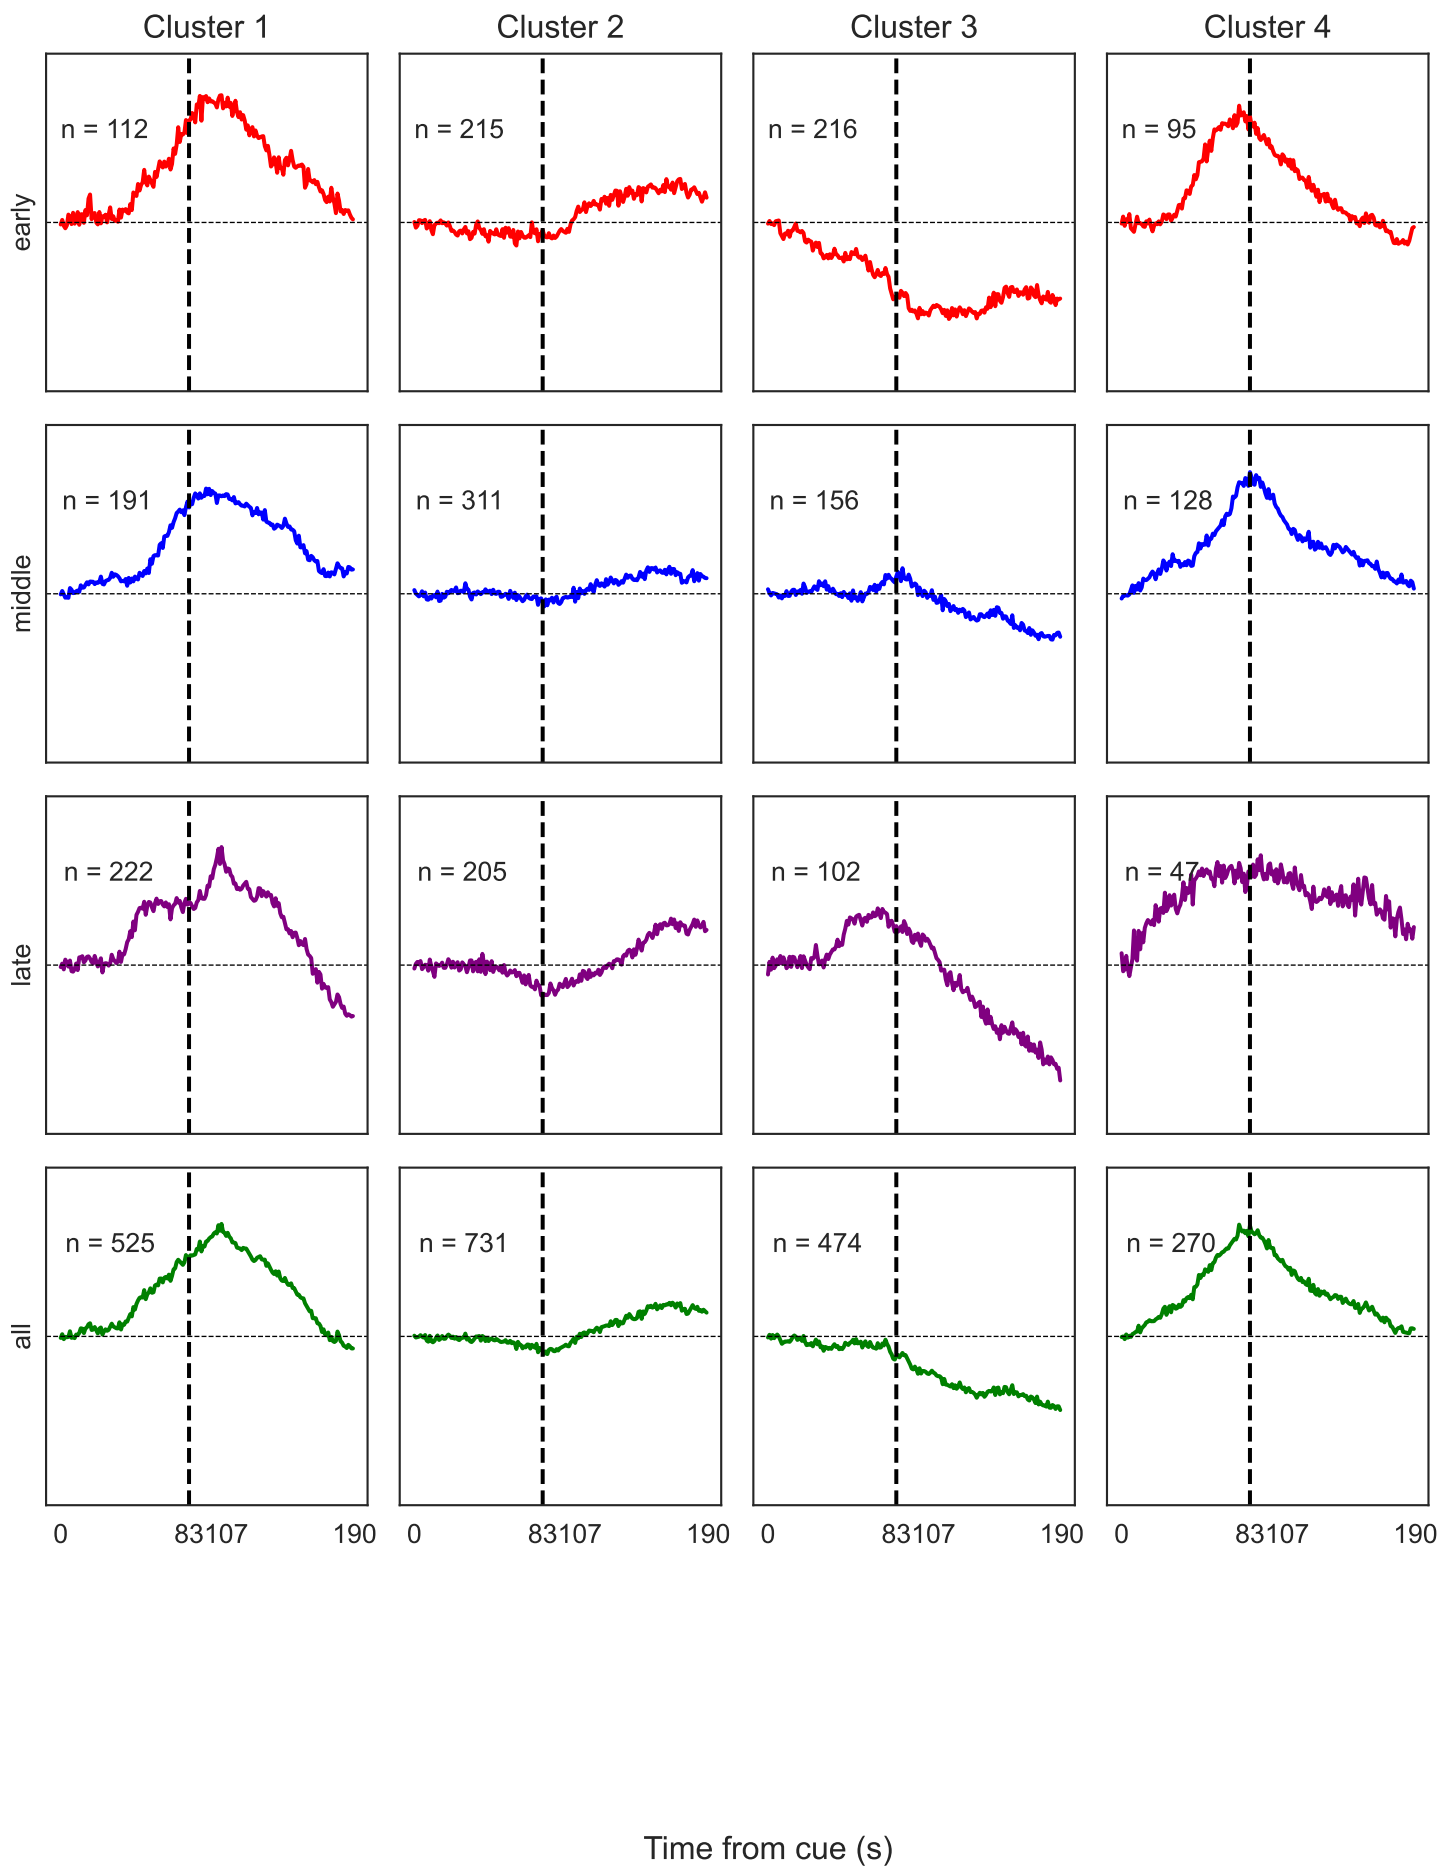 Cluster 1 Cluster 2 Cluster 3 Cluster 4
early
n = 112 n = 215 n = 216 n = 95
middle
n = 191 n = 311 n = 156 n = 128
late
n = 222 n = 205 n = 102 n = 47
all
n = 525 n = 731 n = 474 n = 270
0 83107 190 0 83107 190 0 83107 190 0 83107 190
Time from cue (s)